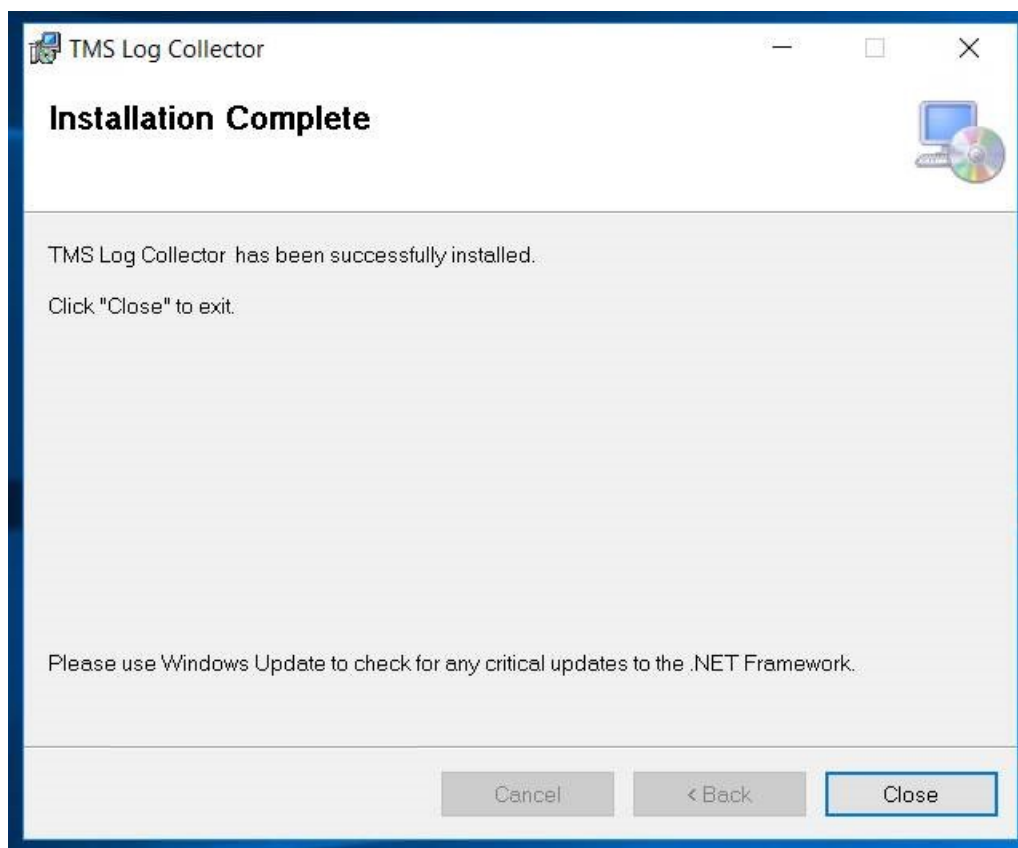 TMS Log Collector
Installation Complete
TMS Log Collector has been successfully installed.
Click "Close" to exit.
Please use Windows Update to check for any critical updates to the .NET Framework.
Cancel
< Back
Close